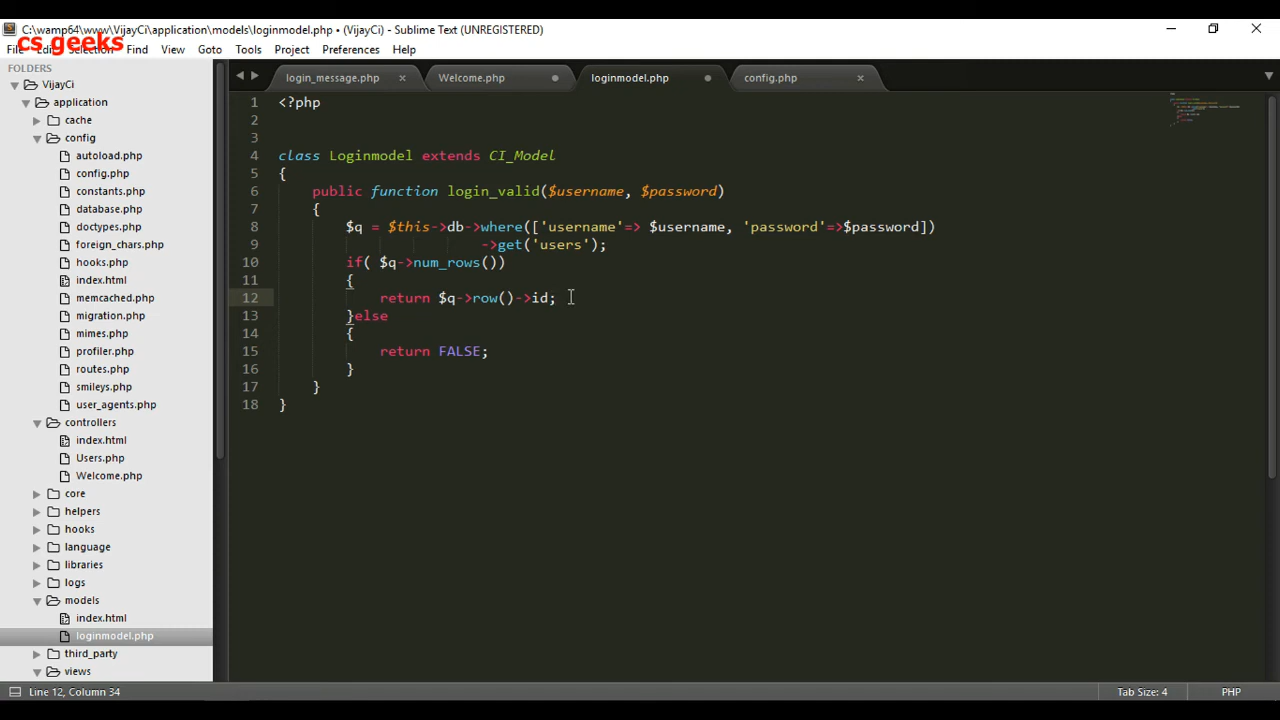 C:\wamp64\www\VijayCi\application\models\loginmodel.php • (VijayCi) - Sublime Text (UNREGISTERED)
cs geeks
File Edit Selection Find View Goto Tools Project Preferences Help
FOLDERS
VijayCi
application
cache
config
autoload.php
config.php
constants.php
database.php
doctypes.php
foreign_chars.php
hooks.php
index.html
memcached.php
migration.php
mimes.php
profiler.php
routes.php
smileys.php
user_agents.php
controllers
index.html
Users.php
Welcome.php
core
helpers
hooks
language
libraries
logs
models
index.html
loginmodel.php
third_party
views
login_message.php Welcome.php loginmodel.php config.php
1 <?php
2
3
4 class Loginmodel extends CI_Model
5 {
6 public function login_valid($username, $password)
7 {
8 $q = $this->db->where(['username'=> $username, 'password'=>$password])
9 ->get('users');
10 if( $q->num_rows())
11 {
12 return $q->row()->id;
13 }else
14 {
15 return FALSE;
16 }
17 }
18 }
Line 12, Column 34 Tab Size: 4 PHP